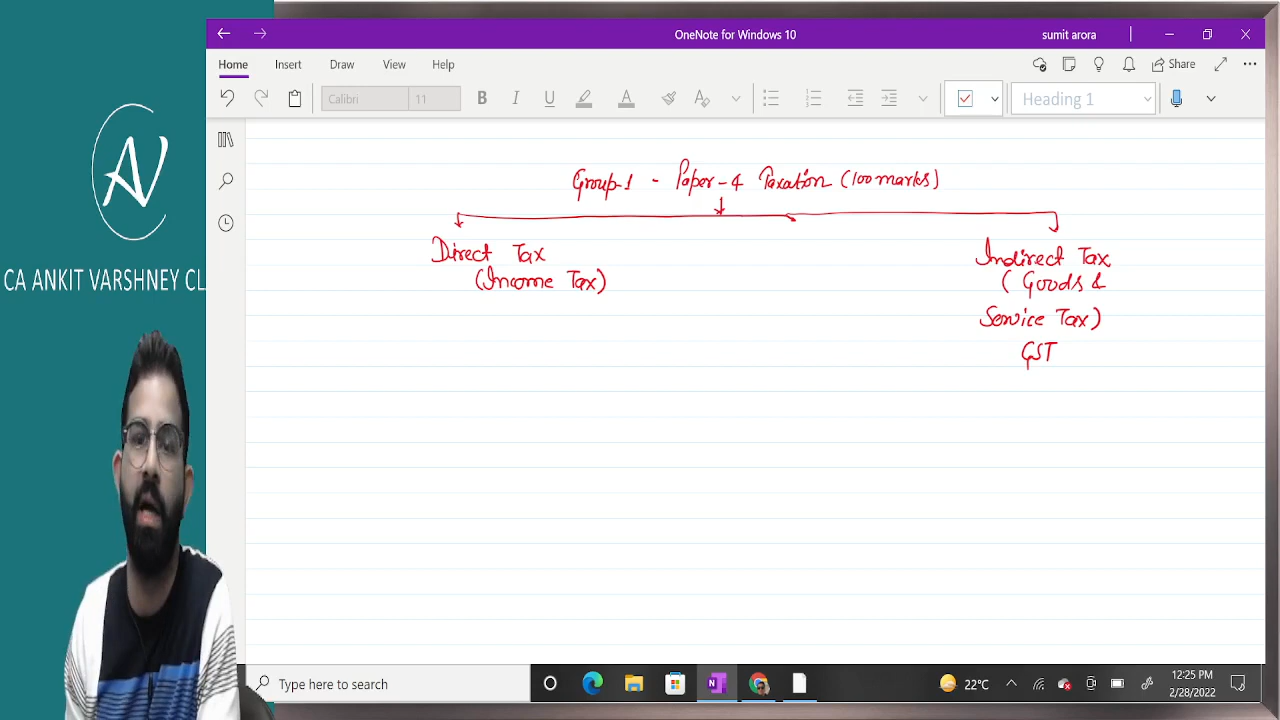 OneNote for Windows 10
sumit arora
Home
Insert
Draw
View
Help
Share
Calibri
11
B
I
U
A
A
Heading 1
AV
CA ANKIT VARSHNEY CL
Group-1 - Paper-4 Taxation (100 marks)
Direct Tax
(Income Tax)
Indirect Tax
( Goods &
Service Tax)
GST
Type here to search
22°C
12:25 PM
2/28/2022